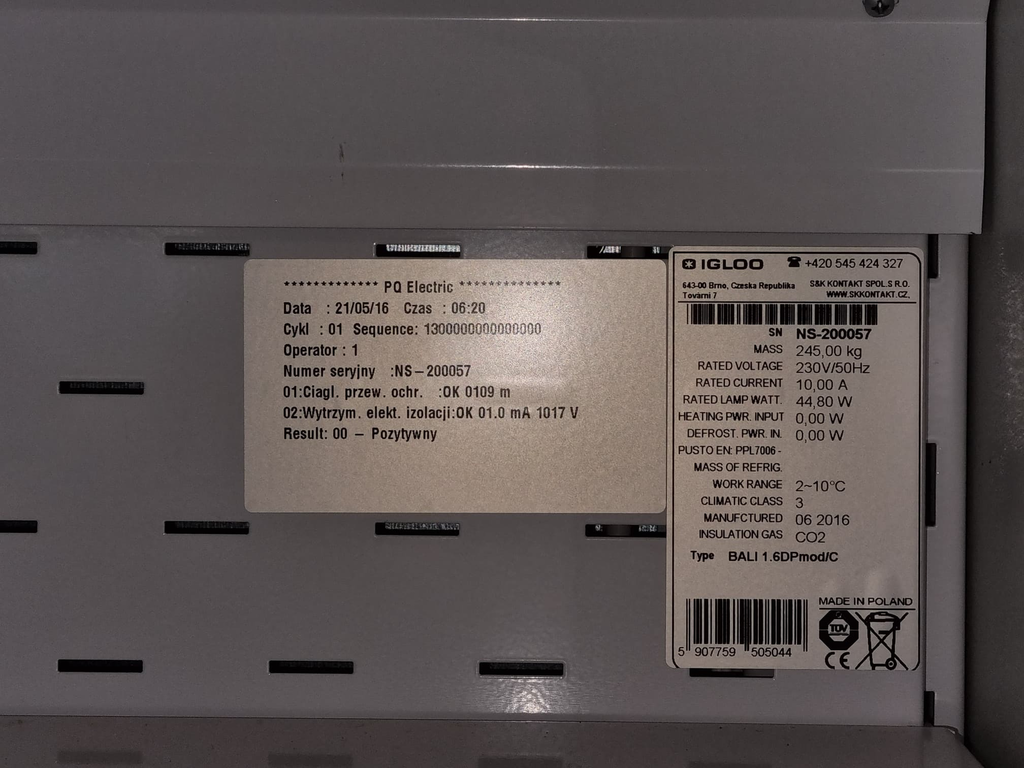 ************* PQ Electric **************
Data : 21/05/16 Czas : 06:20
Cykl : 01 Sequence: 1300000000000000
Operator : 1
Numer seryjny :NS-200057
01:Ciagl. przew. ochr. :OK 0109 m
02:Wytrzym. elekt. izolacji:OK 01.0 mA 1017 V
Result: 00 - Pozytywny
IGLOO ☎ +420 545 424 327
643-00 Brno, Czeska Republika S&K KONTAKT SPOL.S R.O.
Tovarni 7 WWW.SKKONTAKT.CZ,
SN NS-200057
MASS 245,00 kg
RATED VOLTAGE 230V/50Hz
RATED CURRENT 10,00 A
RATED LAMP WATT. 44,80 W
HEATING PWR. INPUT 0,00 W
DEFROST. PWR. IN. 0,00 W
PUSTO EN: PPL7006 -
MASS OF REFRIG.
WORK RANGE 2~10°C
CLIMATIC CLASS 3
MANUFCTURED 06 2016
INSULATION GAS CO2
Type BALI 1.6DPmod/C
MADE IN POLAND
TÜV
CE
5 907759 505044